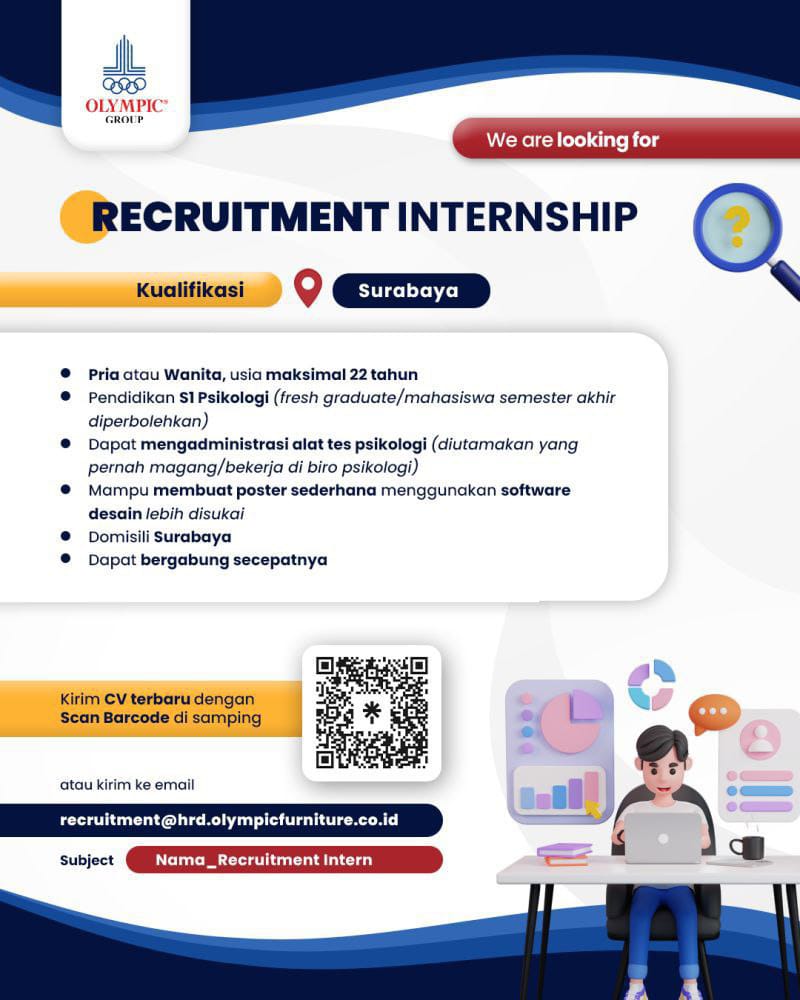 OLYMPIC®
GROUP
We are looking for
RECRUITMENT INTERNSHIP
Kualifikasi
Surabaya
Pria atau Wanita, usia maksimal 22 tahun
Pendidikan S1 Psikologi (fresh graduate/mahasiswa semester akhir
diperbolehkan)
Dapat mengadministrasi alat tes psikologi (diutamakan yang
pernah magang/bekerja di biro psikologi)
Mampu membuat poster sederhana menggunakan software
desain lebih disukai
Domisili Surabaya
Dapat bergabung secepatnya
Kirim CV terbaru dengan
Scan Barcode di samping
atau kirim ke email
recruitment@hrd.olympicfurniture.co.id
Subject Nama_Recruitment Intern